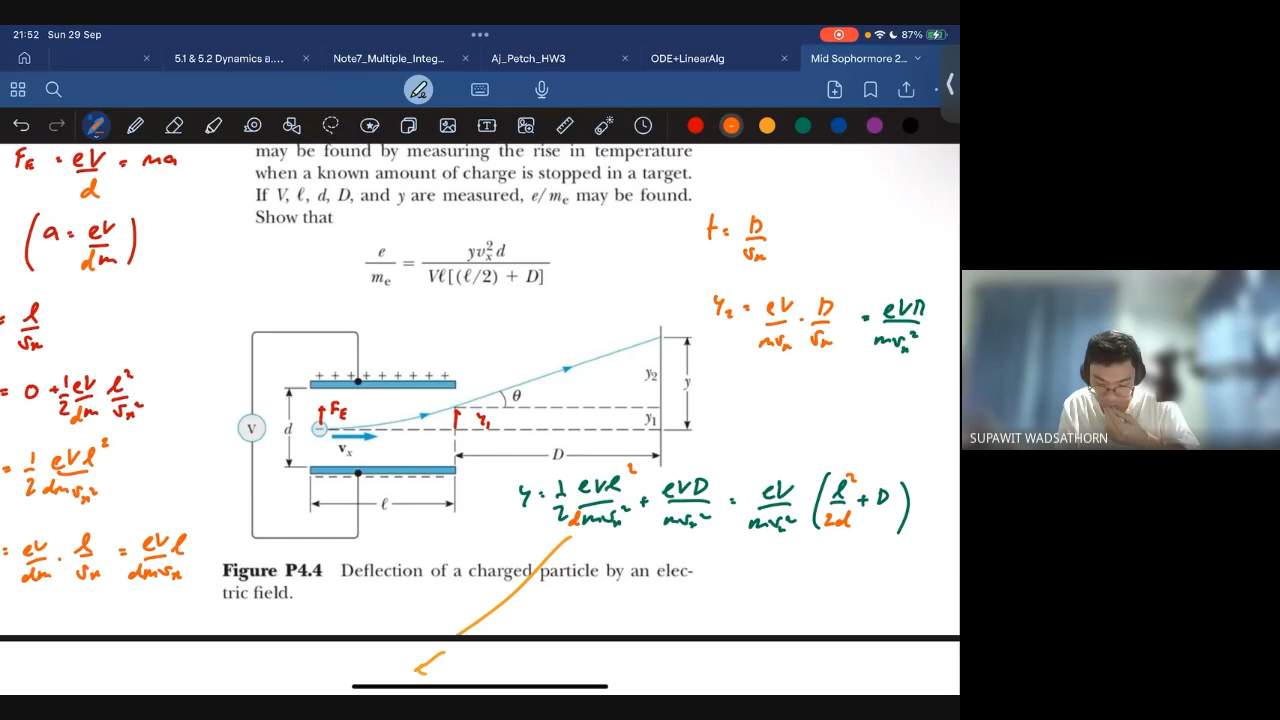 21:52 Sun 29 Sep
87%
5.1 & 5.2 Dynamics a....
Note7_Multiple_Integ...
Aj_Petch_HW3
ODE+LinearAlg
Mid Sophormore 2...
may be found by measuring the rise in temperature
when a known amount of charge is stopped in a target.
If V, ℓ, d, D, and y are measured, e/mₑ may be found.
Show that
e/mₑ = yvₓ²d / Vℓ[(ℓ/2) + D]
F_E = eV/d = ma
(a = eV/dm)
= l/vₓ
= 0 + 1/2 eV/dm l²/vₓ²
= 1/2 eVl²/dmvₓ²
= eV/dm · l/vₓ = eVl/dmvₓ
t = D/vₓ
y₂ = eV/mvₓ · D/vₓ = eVD/mvₓ²
+ + + + + + + +
V
d
F_E
−
vₓ
y₁
θ
y₂
y₁
y
D
ℓ
y = 1/2 eVl²/dmvₓ² + eVD/mvₓ² = eV/mvₓ² (l²/2d + D)
Figure P4.4 Deflection of a charged particle by an elec-
tric field.
SUPAWIT WADSATHORN